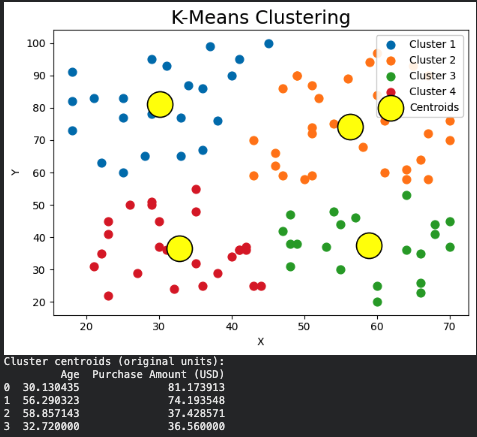 K-Means Clustering
Cluster 1
Cluster 2
Cluster 3
Cluster 4
Centroids
100
90
80
70
60
50
40
30
20
Y
20 30 40 50 60 70
X
Cluster centroids (original units):
Age Purchase Amount (USD)
0 30.130435 81.173913
1 56.290323 74.193548
2 58.857143 37.428571
3 32.720000 36.560000